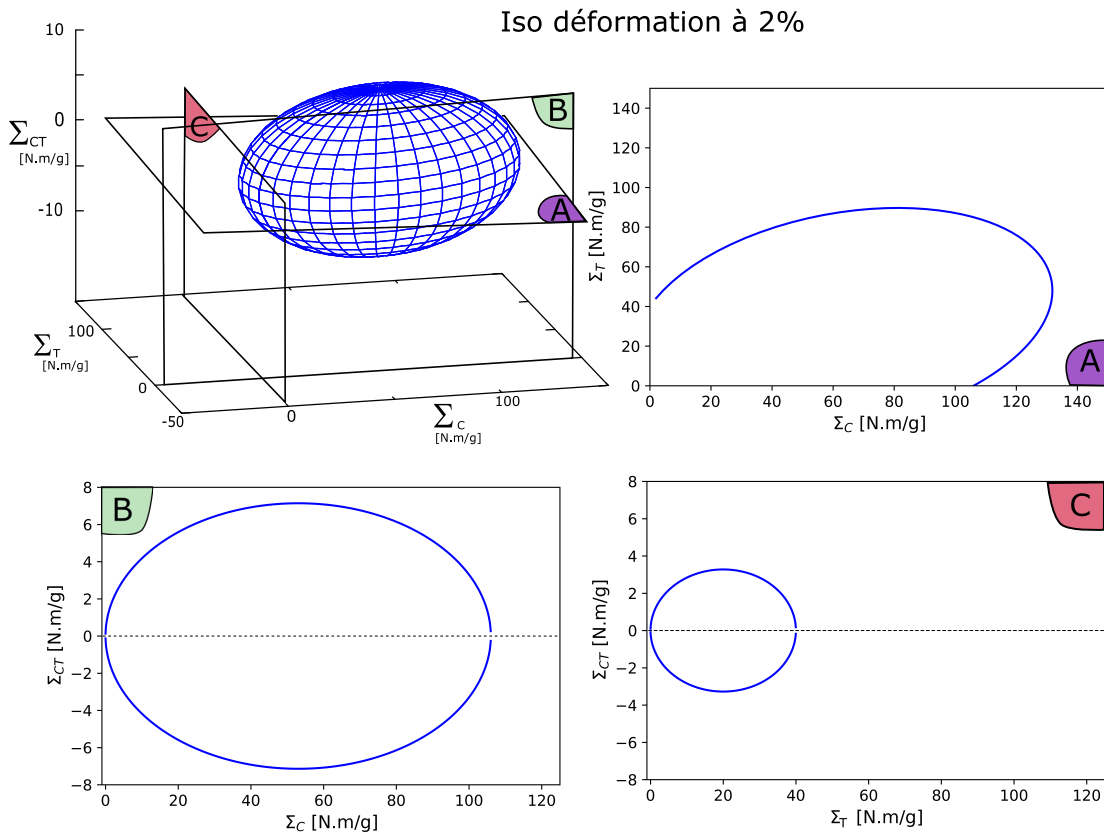 Iso déformation à 2%
10
0
-10
Σ_CT
[N.m/g]
100
0
-50
Σ_T
[N.m/g]
0
100
Σ_C
[N.m/g]
A
B
C
140
120
100
80
60
40
20
0
Σ_T [N.m/g]
0 20 40 60 80 100 120 140
Σ_C [N.m/g]
A
B
8
6
4
2
0
−2
−4
−6
−8
Σ_CT [N.m/g]
0 20 40 60 80 100 120
Σ_C [N.m/g]
C
8
6
4
2
0
−2
−4
−6
−8
Σ_CT [N.m/g]
0 20 40 60 80 100 120
Σ_T [N.m/g]